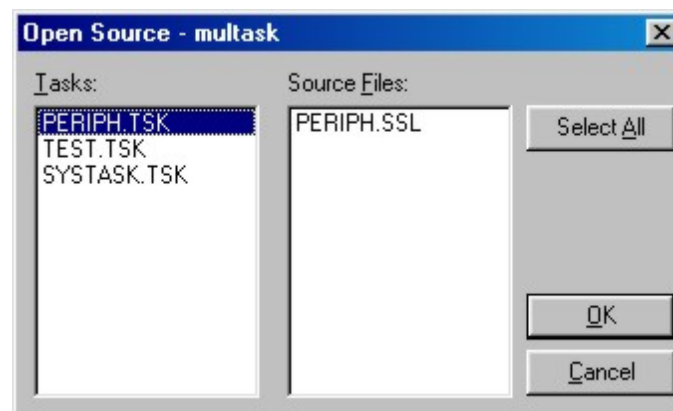 Open Source - multask
Tasks:
Source Files:
PERIPH.TSK
TEST.TSK
SYSTASK.TSK
PERIPH.SSL
Select All
OK
Cancel